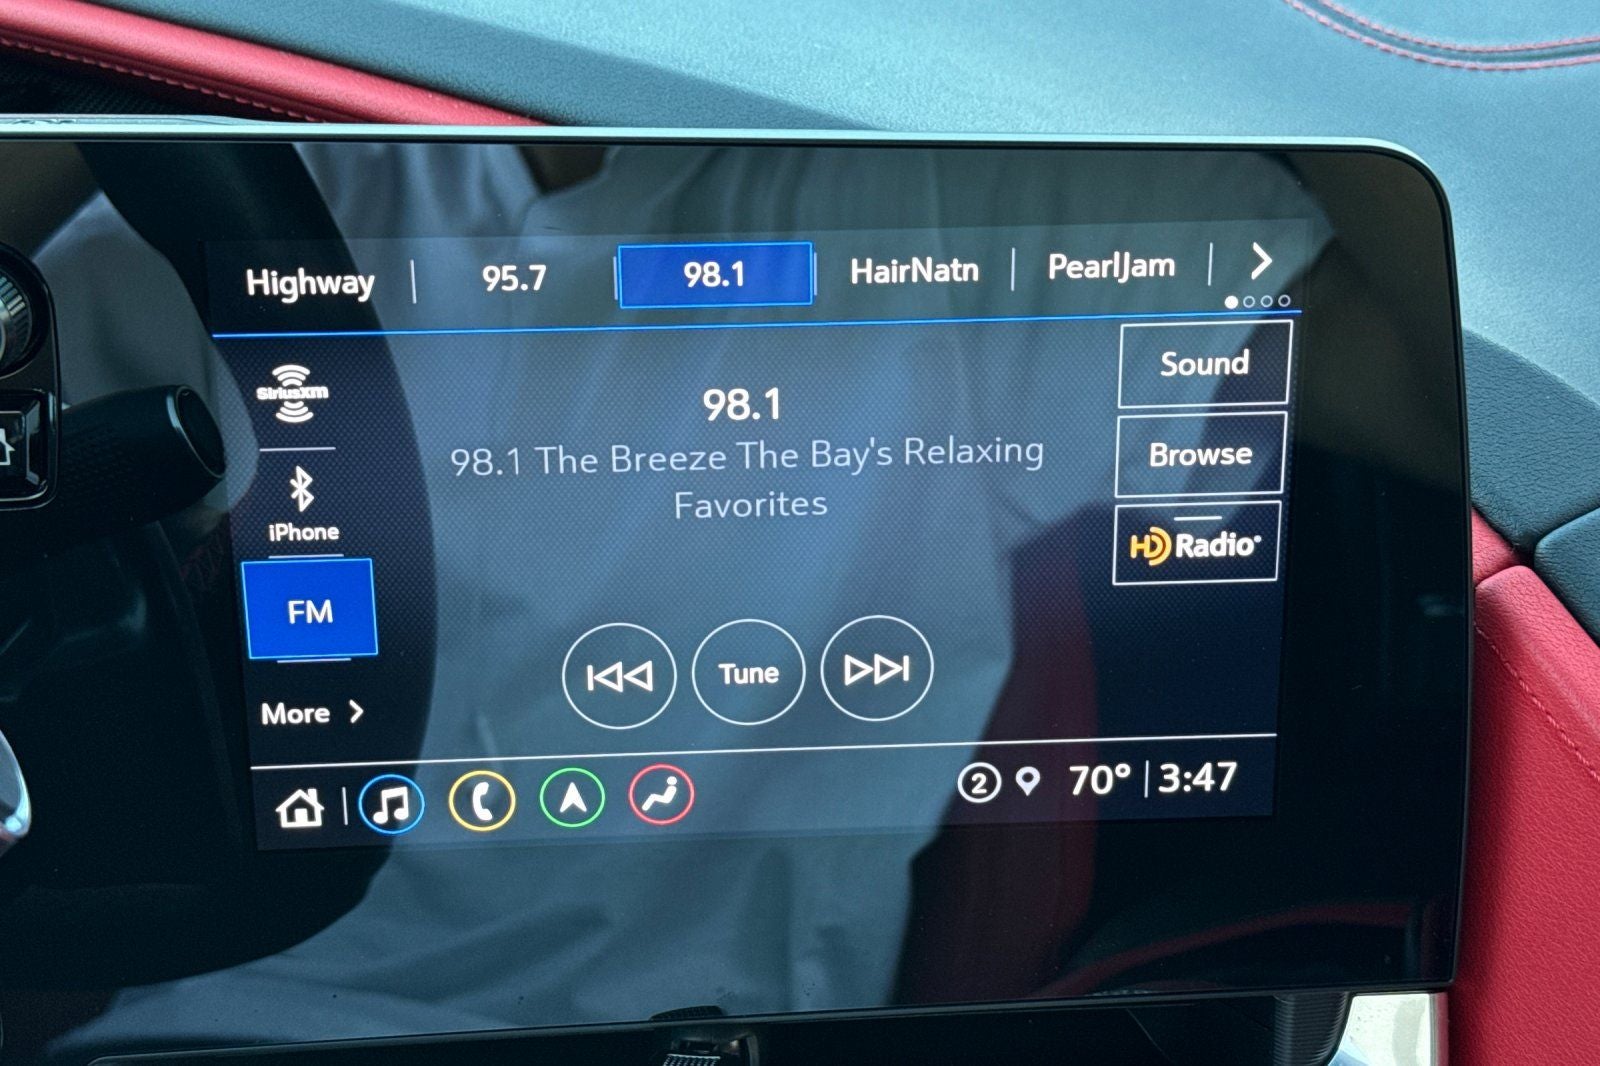 Highway
95.7
98.1
HairNatn
PearlJam
SiriusXM
iPhone
FM
More
98.1
98.1 The Breeze The Bay's Relaxing
Favorites
Tune
Sound
Browse
HD Radio
2
70° 3:47